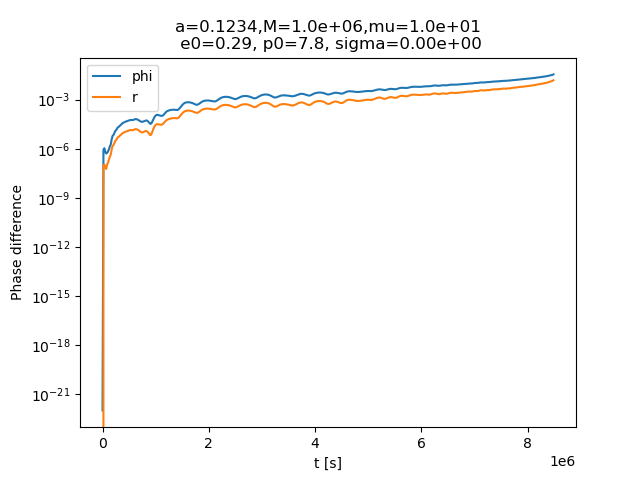 a=0.1234,M=1.0e+06,mu=1.0e+01
e0=0.29, p0=7.8, sigma=0.00e+00
phi
r
Phase difference
10⁻³
10⁻⁶
10⁻⁹
10⁻¹²
10⁻¹⁵
10⁻¹⁸
10⁻²¹
0 2 4 6 8
1e6
t [s]